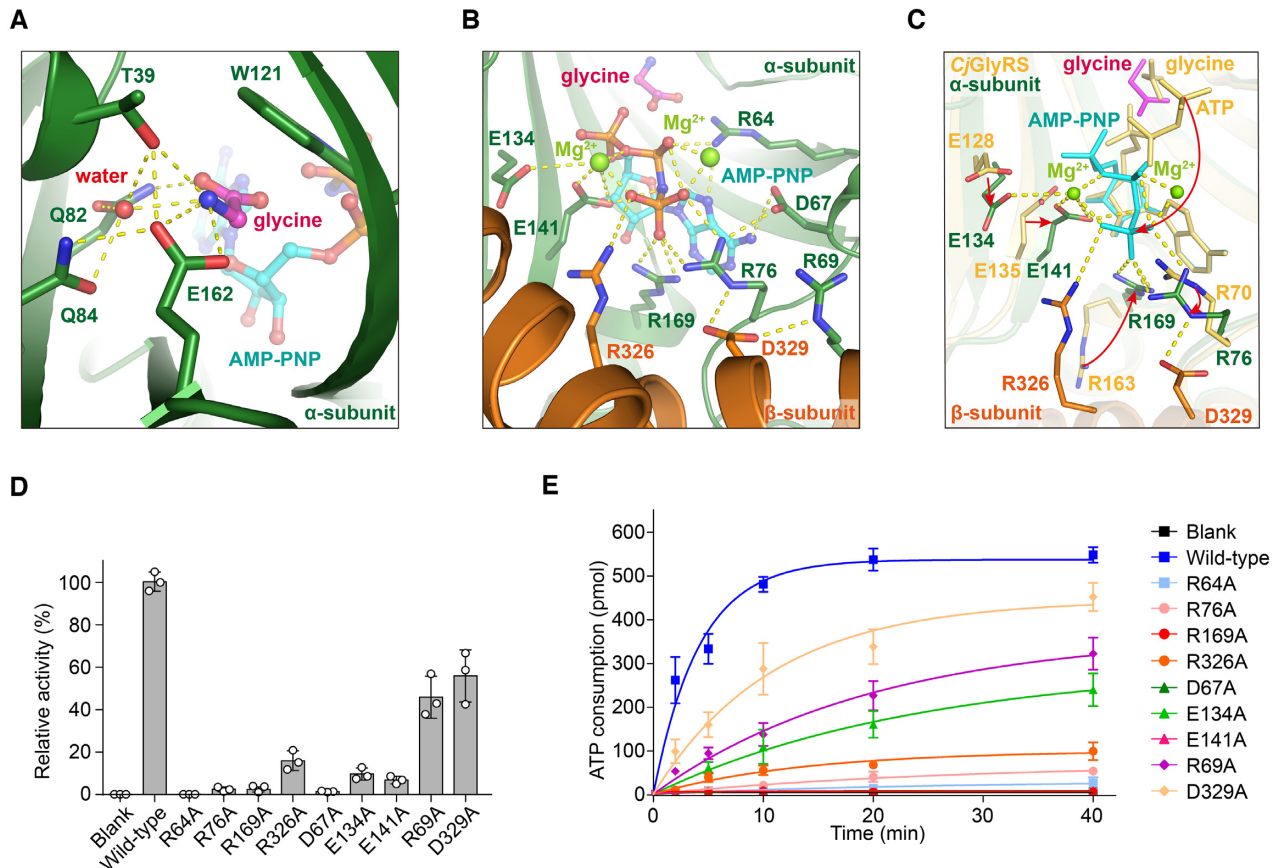 A
T39
W121
water
Q82
glycine
Q84
E162
AMP-PNP
α-subunit
B
glycine
α-subunit
Mg2+
R64
E134
Mg2+
AMP-PNP
D67
E141
R76
R69
R169
R326
D329
β-subunit
C
CjGlyRS
glycine
glycine
α-subunit
ATP
AMP-PNP
E128
Mg2+
Mg2+
E134
E135
E141
R70
R169
R76
R326
R163
β-subunit
D329
D
Relative activity (%)
100
80
60
40
20
0
Blank
Wild-type
R64A
R76A
R169A
R326A
D67A
E134A
E141A
R69A
D329A
E
ATP consumption (pmol)
600
500
400
300
200
100
0
0
10
20
30
40
Time (min)
Blank
Wild-type
R64A
R76A
R169A
R326A
D67A
E134A
E141A
R69A
D329A